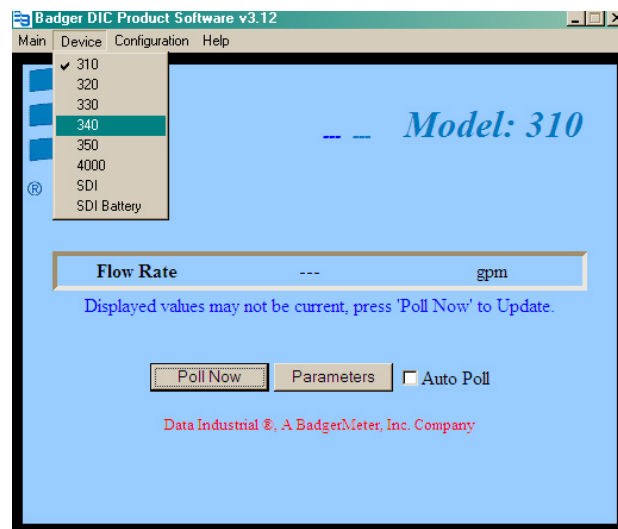 Badger DIC Product Software v3.12
Main Device Configuration Help
310
320
330
340
350
4000
SDI
SDI Battery
--- --- Model: 310
®
Flow Rate --- gpm
Displayed values may not be current, press 'Poll Now' to Update.
Poll Now Parameters Auto Poll
Data Industrial ®, A BadgerMeter, Inc. Company